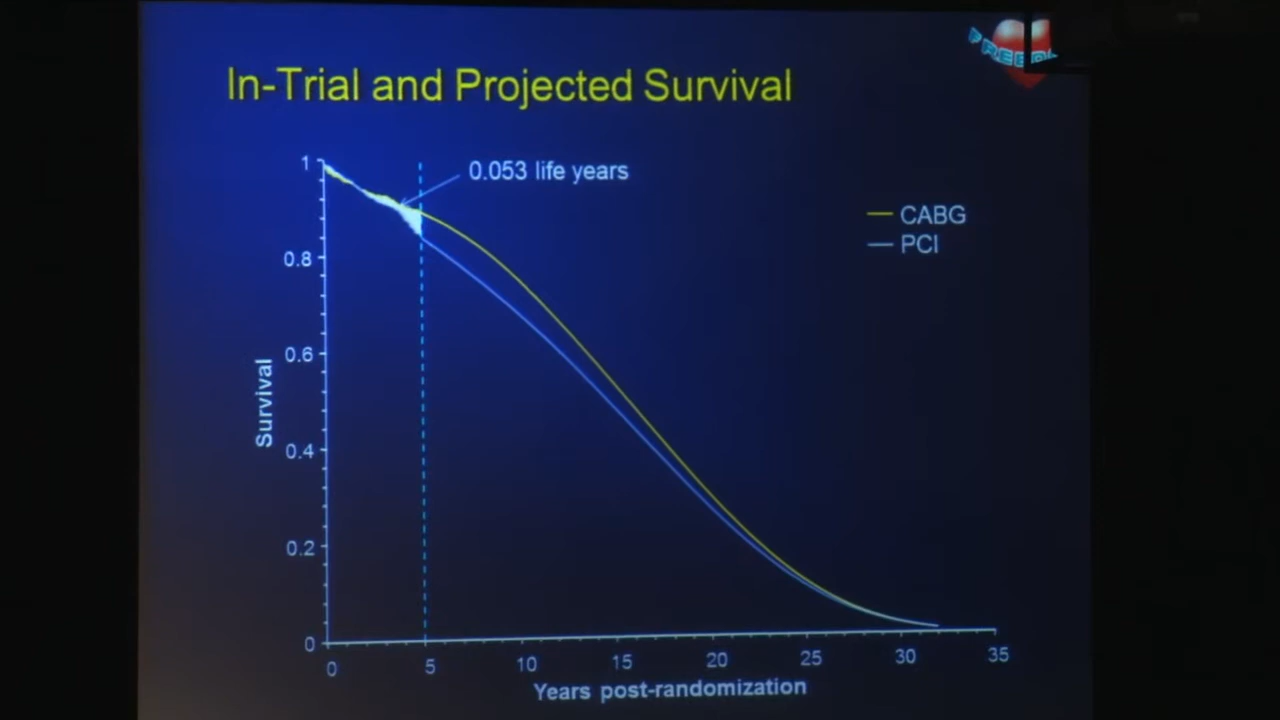 In-Trial and Projected Survival
0.053 life years
CABG
PCI
1
0.8
0.6
0.4
0.2
0
Survival
0
5
10
15
20
25
30
35
Years post-randomization